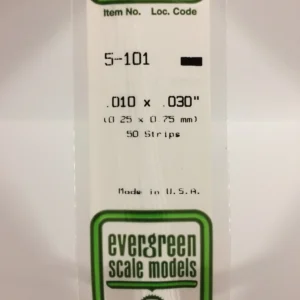 Item No. Loc. Code
5-101
.010 x .030"
(0.25 x 0.75 mm)
50 Strips
Made in U.S.A.
evergreen
scale models